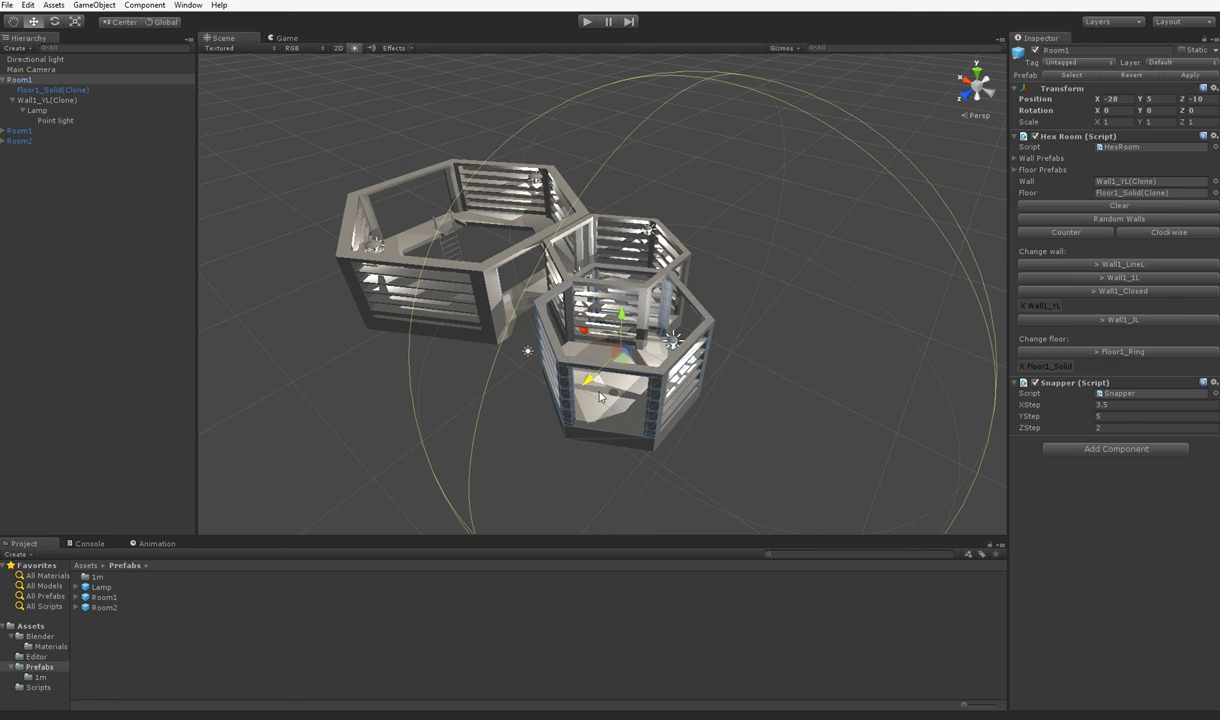 File Edit Assets GameObject Component Window Help
Center Global Layers Layout
Hierarchy
Create All
Directional light
Main Camera
Room1
Floor1_Solid(Clone)
Wall1_YL(Clone)
Lamp
Point light
Room1
Room2
Scene Game
Textured RGB 2D Effects Gizmos All
y
x
z
Persp
Inspector
Room1 Static
Tag Untagged Layer Default
Prefab Select Revert Apply
Transform
Position X -28 Y 5 Z -10
Rotation X 0 Y 0 Z 0
Scale X 1 Y 1 Z 1
Hex Room (Script)
Script HexRoom
Wall Prefabs
Floor Prefabs
Wall Wall1_YL(Clone)
Floor Floor1_Solid(Clone)
Clear
Random Walls
Counter Clockwise
Change wall:
> Wall1_LineL
> Wall1_1L
> Wall1_Closed
X Wall1_YL
> Wall1_JL
Change floor:
> Floor1_Ring
X Floor1_Solid
Snapper (Script)
Script Snapper
XStep 3.5
YStep 5
ZStep 2
Add Component
Project Console Animation
Create
Favorites
All Materials
All Models
All Prefabs
All Scripts
Assets
Blender
Materials
Editor
Prefabs
1m
Scripts
Assets Prefabs
1m
Lamp
Room1
Room2